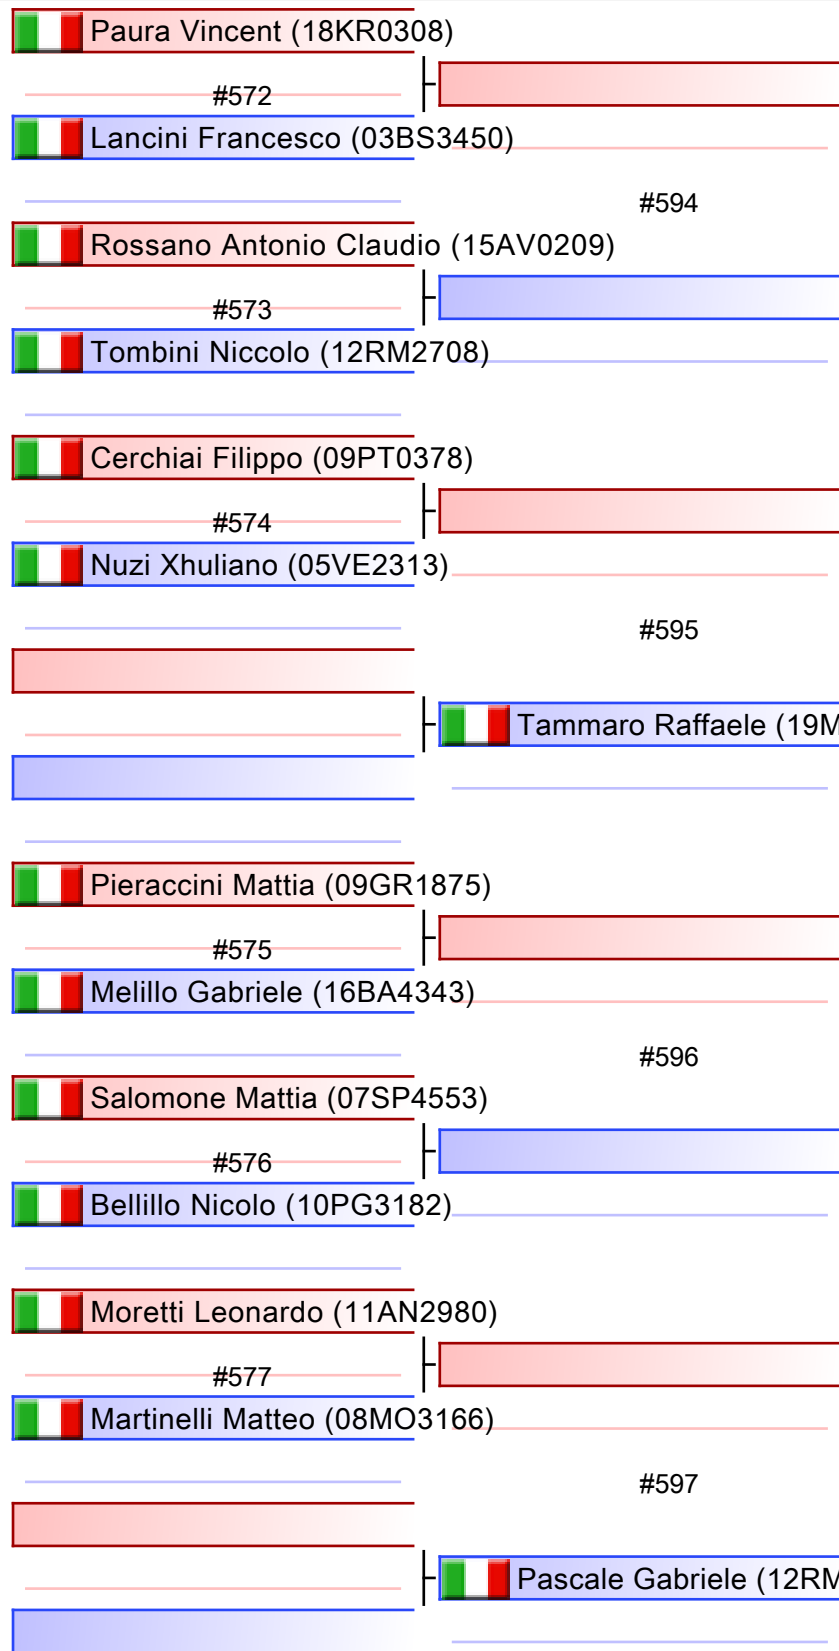 Paura Vincent (18KR0308)
#572
Lancini Francesco (03BS3450)
#594
Rossano Antonio Claudio (15AV0209)
#573
Tombini Niccolo (12RM2708)
Cerchiai Filippo (09PT0378)
#574
Nuzi Xhuliano (05VE2313)
#595
Tammaro Raffaele (19M
Pieraccini Mattia (09GR1875)
#575
Melillo Gabriele (16BA4343)
#596
Salomone Mattia (07SP4553)
#576
Bellillo Nicolo (10PG3182)
Moretti Leonardo (11AN2980)
#577
Martinelli Matteo (08MO3166)
#597
Pascale Gabriele (12RM